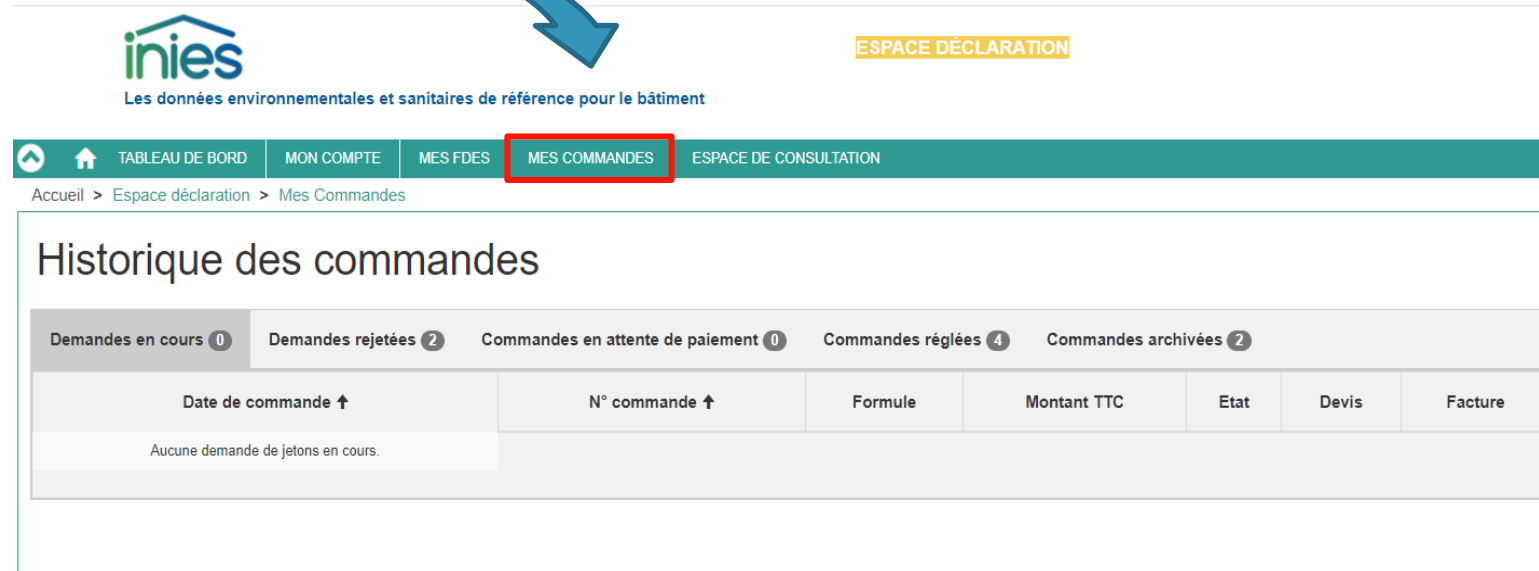 inies
ESPACE DÉCLARATION
Les données environnementales et sanitaires de référence pour le bâtiment
TABLEAU DE BORD MON COMPTE MES FDES MES COMMANDES ESPACE DE CONSULTATION
Accueil > Espace déclaration > Mes Commandes
Historique des commandes
Demandes en cours 0 Demandes rejetées 2 Commandes en attente de paiement 0 Commandes réglées 4 Commandes archivées 2
Date de commande ↑ N° commande ↑ Formule Montant TTC Etat Devis Facture
Aucune demande de jetons en cours.